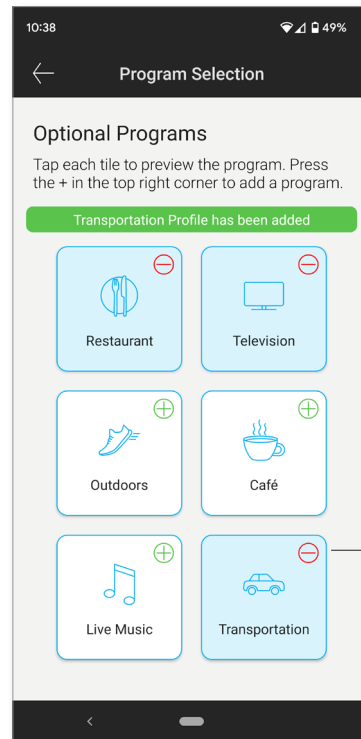 10:38 49%
Program Selection
Optional Programs
Tap each tile to preview the program. Press
the + in the top right corner to add a program.
Transportation Profile has been added
Restaurant Television
Outdoors Café
Live Music Transportation